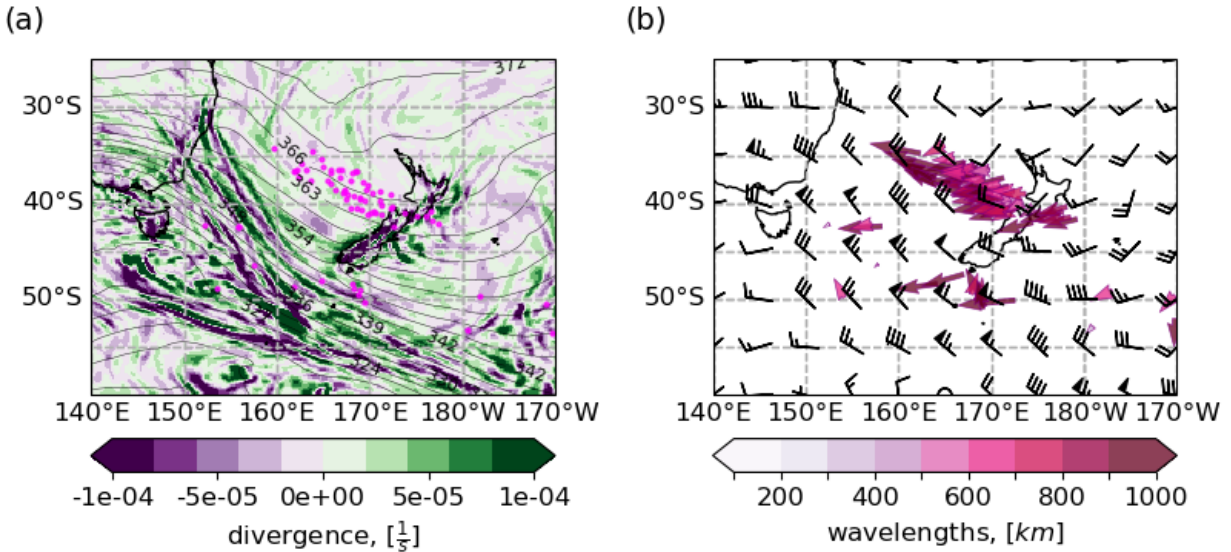 (a)
(b)
372
366
363
354
339
342
324
342
30°S
40°S
50°S
140°E 150°E 160°E 170°E 180°W 170°W
30°S
40°S
50°S
140°E 150°E 160°E 170°E 180°W 170°W
-1e-04 -5e-05 0e+00 5e-05 1e-04
divergence, [1/s]
200 400 600 800 1000
wavelengths, [km]